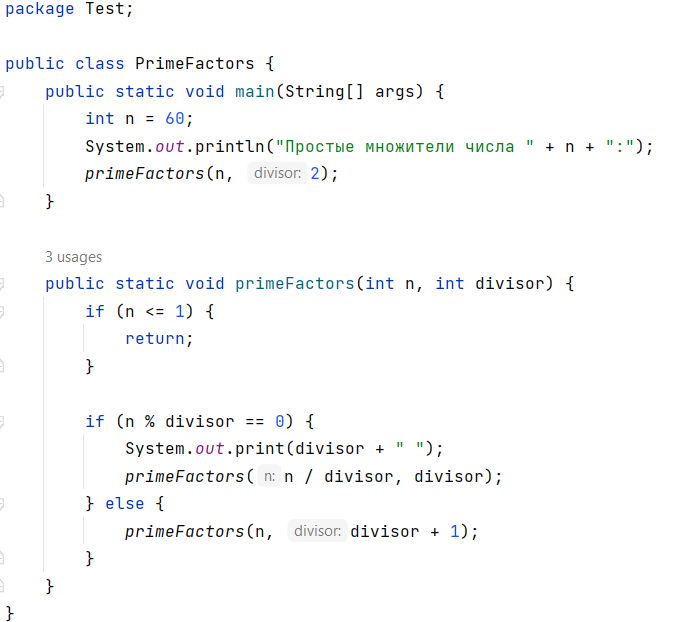 package Test;
public class PrimeFactors {
public static void main(String[] args) {
int n = 60;
System.out.println("Простые множители числа " + n + ":");
primeFactors(n, divisor: 2);
}
3 usages
public static void primeFactors(int n, int divisor) {
if (n <= 1) {
return;
}
if (n % divisor == 0) {
System.out.print(divisor + " ");
primeFactors( n: n / divisor, divisor);
} else {
primeFactors(n, divisor: divisor + 1);
}
}
}